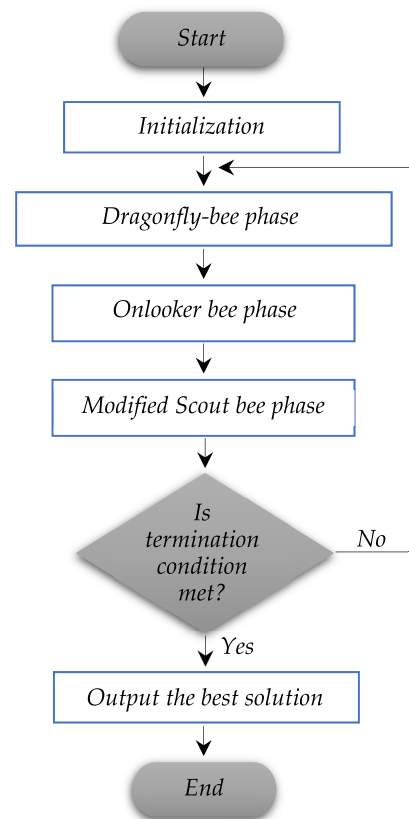 Start
Initialization
Dragonfly-bee phase
Onlooker bee phase
Modified Scout bee phase
Is
termination
condition
met?
No
Yes
Output the best solution
End